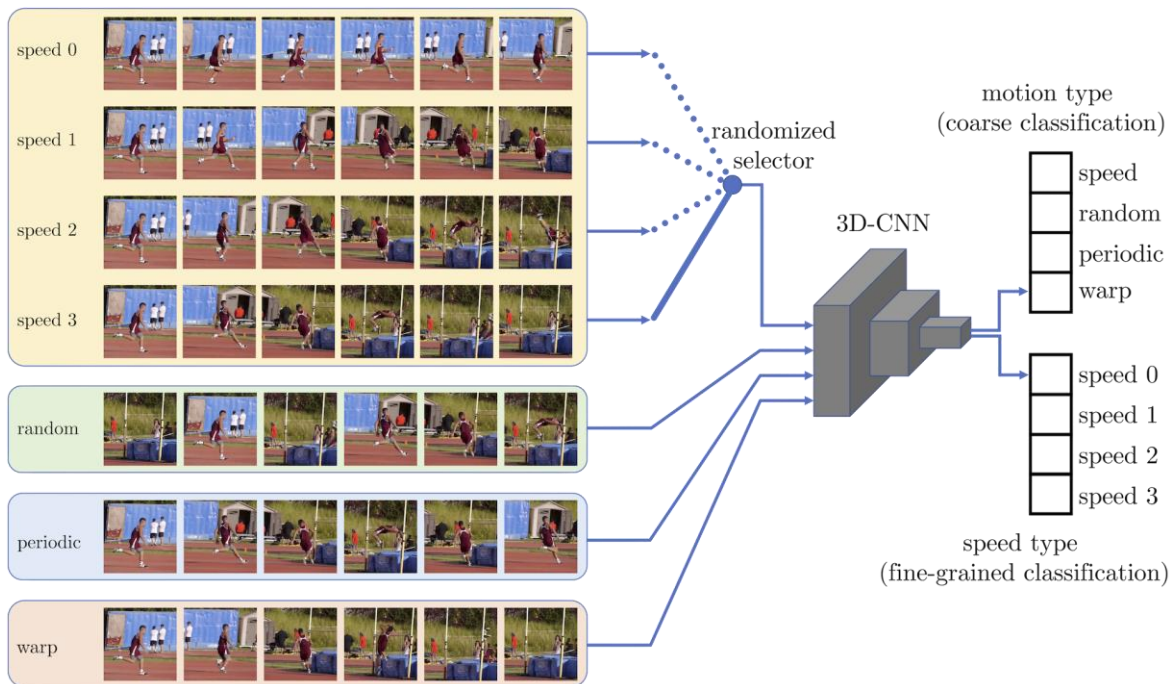 speed 0
speed 1
speed 2
speed 3
random
periodic
warp
randomized
selector
3D-CNN
motion type
(coarse classification)
speed
random
periodic
warp
speed 0
speed 1
speed 2
speed 3
speed type
(fine-grained classification)